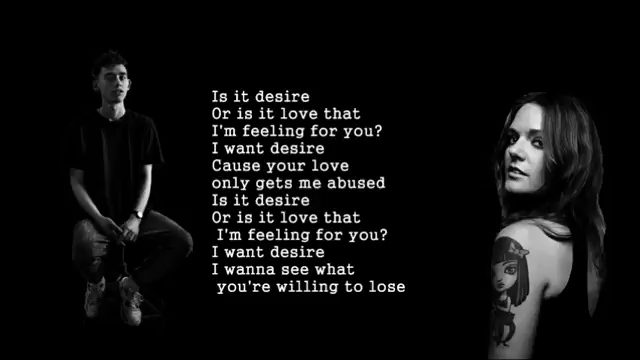 Is it desire
Or is it love that
I'm feeling for you?
I want desire
Cause your love
only gets me abused
Is it desire
Or is it love that
I'm feeling for you?
I want desire
I wanna see what
you're willing to lose